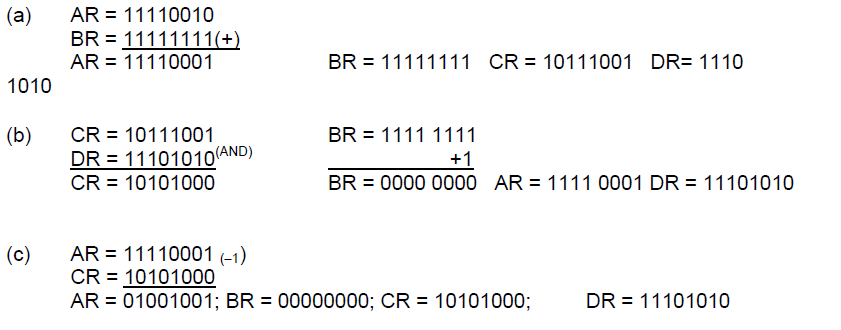 (a) AR = 11110010
BR = 11111111(+)
AR = 11110001 BR = 11111111 CR = 10111001 DR= 1110
1010
(b) CR = 10111001 BR = 1111 1111
DR = 11101010(AND) +1
CR = 10101000 BR = 0000 0000 AR = 1111 0001 DR = 11101010
(c) AR = 11110001 (–1)
CR = 10101000
AR = 01001001; BR = 00000000; CR = 10101000; DR = 11101010